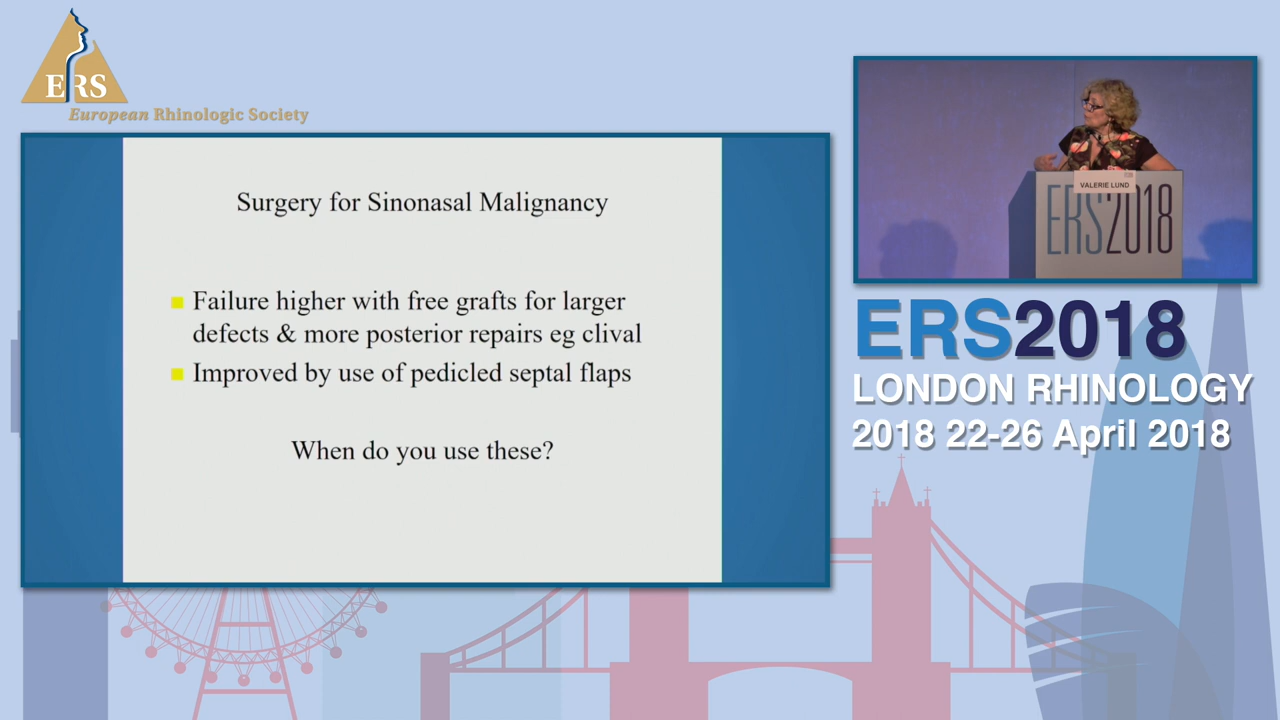 ERS
European Rhinologic Society
Surgery for Sinonasal Malignancy
Failure higher with free grafts for larger
defects & more posterior repairs eg clival
Improved by use of pedicled septal flaps
When do you use these?
VALERIE LUND
ERS2018
ERS2018
LONDON RHINOLOGY
2018 22-26 April 2018